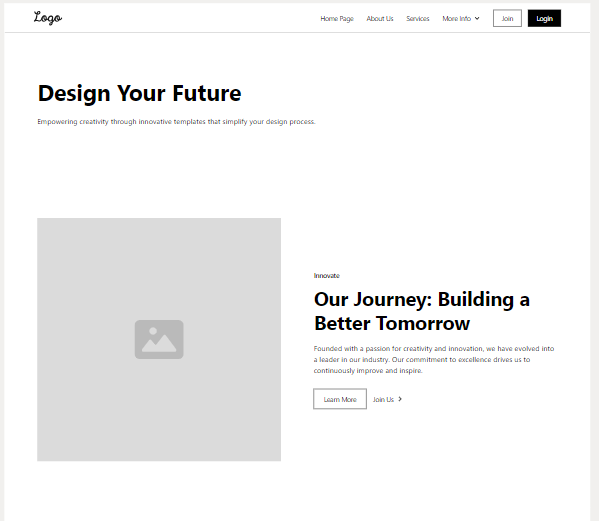 Logo
Home Page
About Us
Services
More Info
Join
Login
Design Your Future
Empowering creativity through innovative templates that simplify your design process.
Innovate
Our Journey: Building a
Better Tomorrow
Founded with a passion for creativity and innovation, we have evolved into
a leader in our industry. Our commitment to excellence drives us to
continuously improve and inspire.
Learn More
Join Us